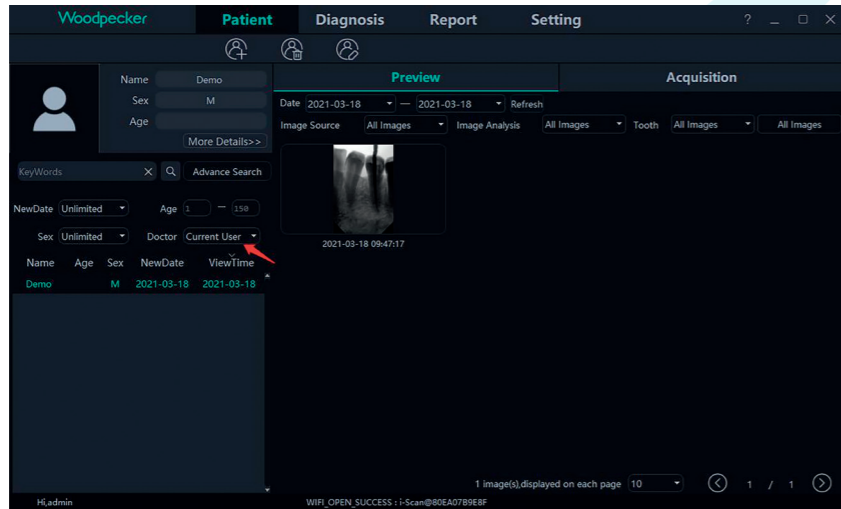 Woodpecker Patient Diagnosis Report Setting ? _ □ ×
Name Demo
Sex M
Age
More Details>>
Preview Acquisition
Date 2021-03-18 — 2021-03-18 Refresh
Image Source All Images Image Analysis All Images Tooth All Images All Images
KeyWords X Advance Search
NewDate Unlimited Age 1 — 150
Sex Unlimited Doctor Current User
2021-03-18 09:47:17
Name Age Sex NewDate ViewTime
Demo M 2021-03-18 2021-03-18
1 image(s),displayed on each page 10 1 / 1
Hi,admin WIFI_OPEN_SUCCESS : i-Scan@80EA07B9E8F